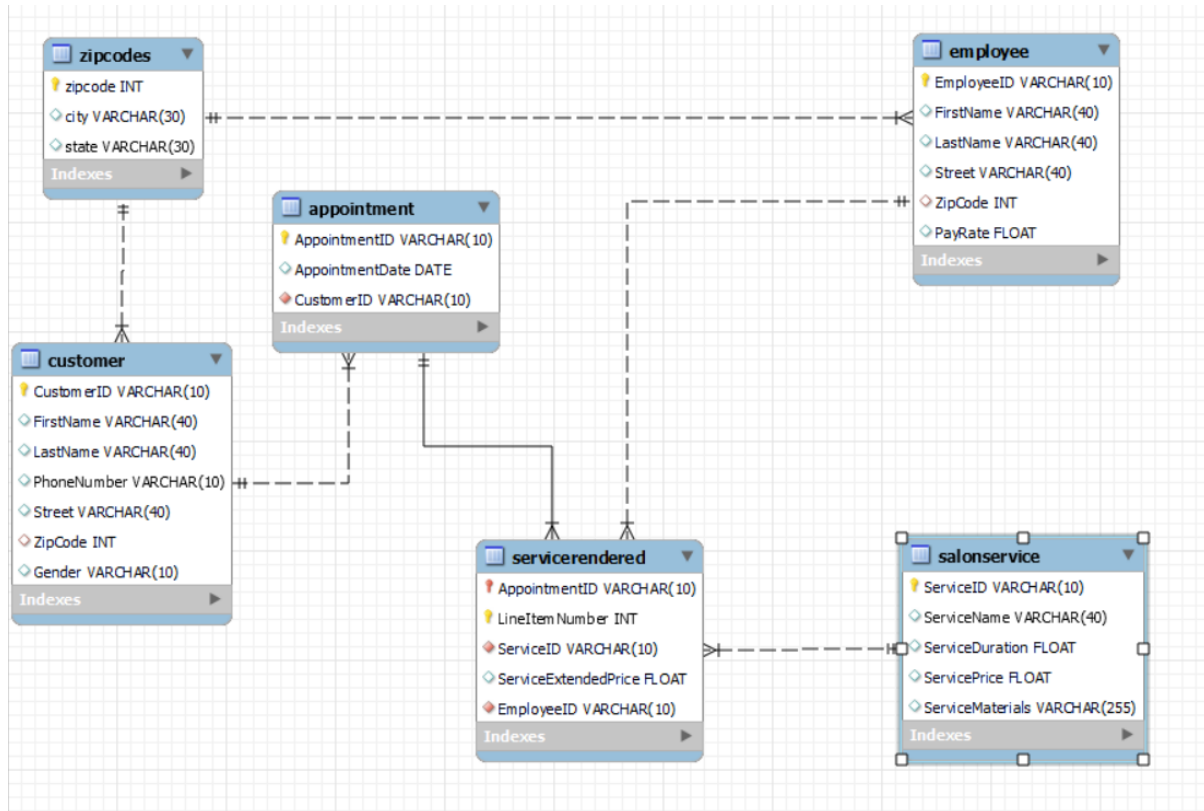 zipcodes
zipcode INT
city VARCHAR(30)
state VARCHAR(30)
Indexes
employee
EmployeeID VARCHAR(10)
FirstName VARCHAR(40)
LastName VARCHAR(40)
Street VARCHAR(40)
ZipCode INT
PayRate FLOAT
Indexes
appointment
AppointmentID VARCHAR(10)
AppointmentDate DATE
CustomerID VARCHAR(10)
Indexes
customer
CustomerID VARCHAR(10)
FirstName VARCHAR(40)
LastName VARCHAR(40)
PhoneNumber VARCHAR(10)
Street VARCHAR(40)
ZipCode INT
Gender VARCHAR(10)
Indexes
servicerendered
AppointmentID VARCHAR(10)
LineItemNumber INT
ServiceID VARCHAR(10)
ServiceExtendedPrice FLOAT
EmployeeID VARCHAR(10)
Indexes
salonservice
ServiceID VARCHAR(10)
ServiceName VARCHAR(40)
ServiceDuration FLOAT
ServicePrice FLOAT
ServiceMaterials VARCHAR(255)
Indexes